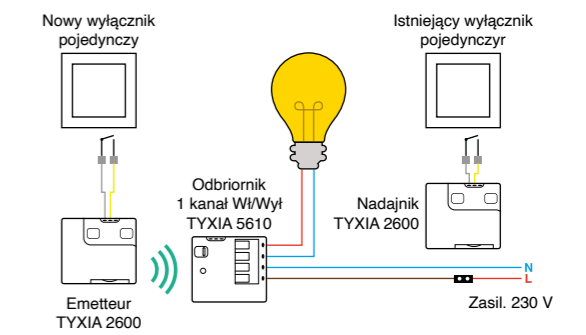 Nowy wyłącznik
pojedynczy
Istniejący wyłącznik
pojedynczyr
Odbriornik
1 kanał Wł/Wył
TYXIA 5610
Nadajnik
TYXIA 2600
Emetteur
TYXIA 2600
N
L
Zasil. 230 V